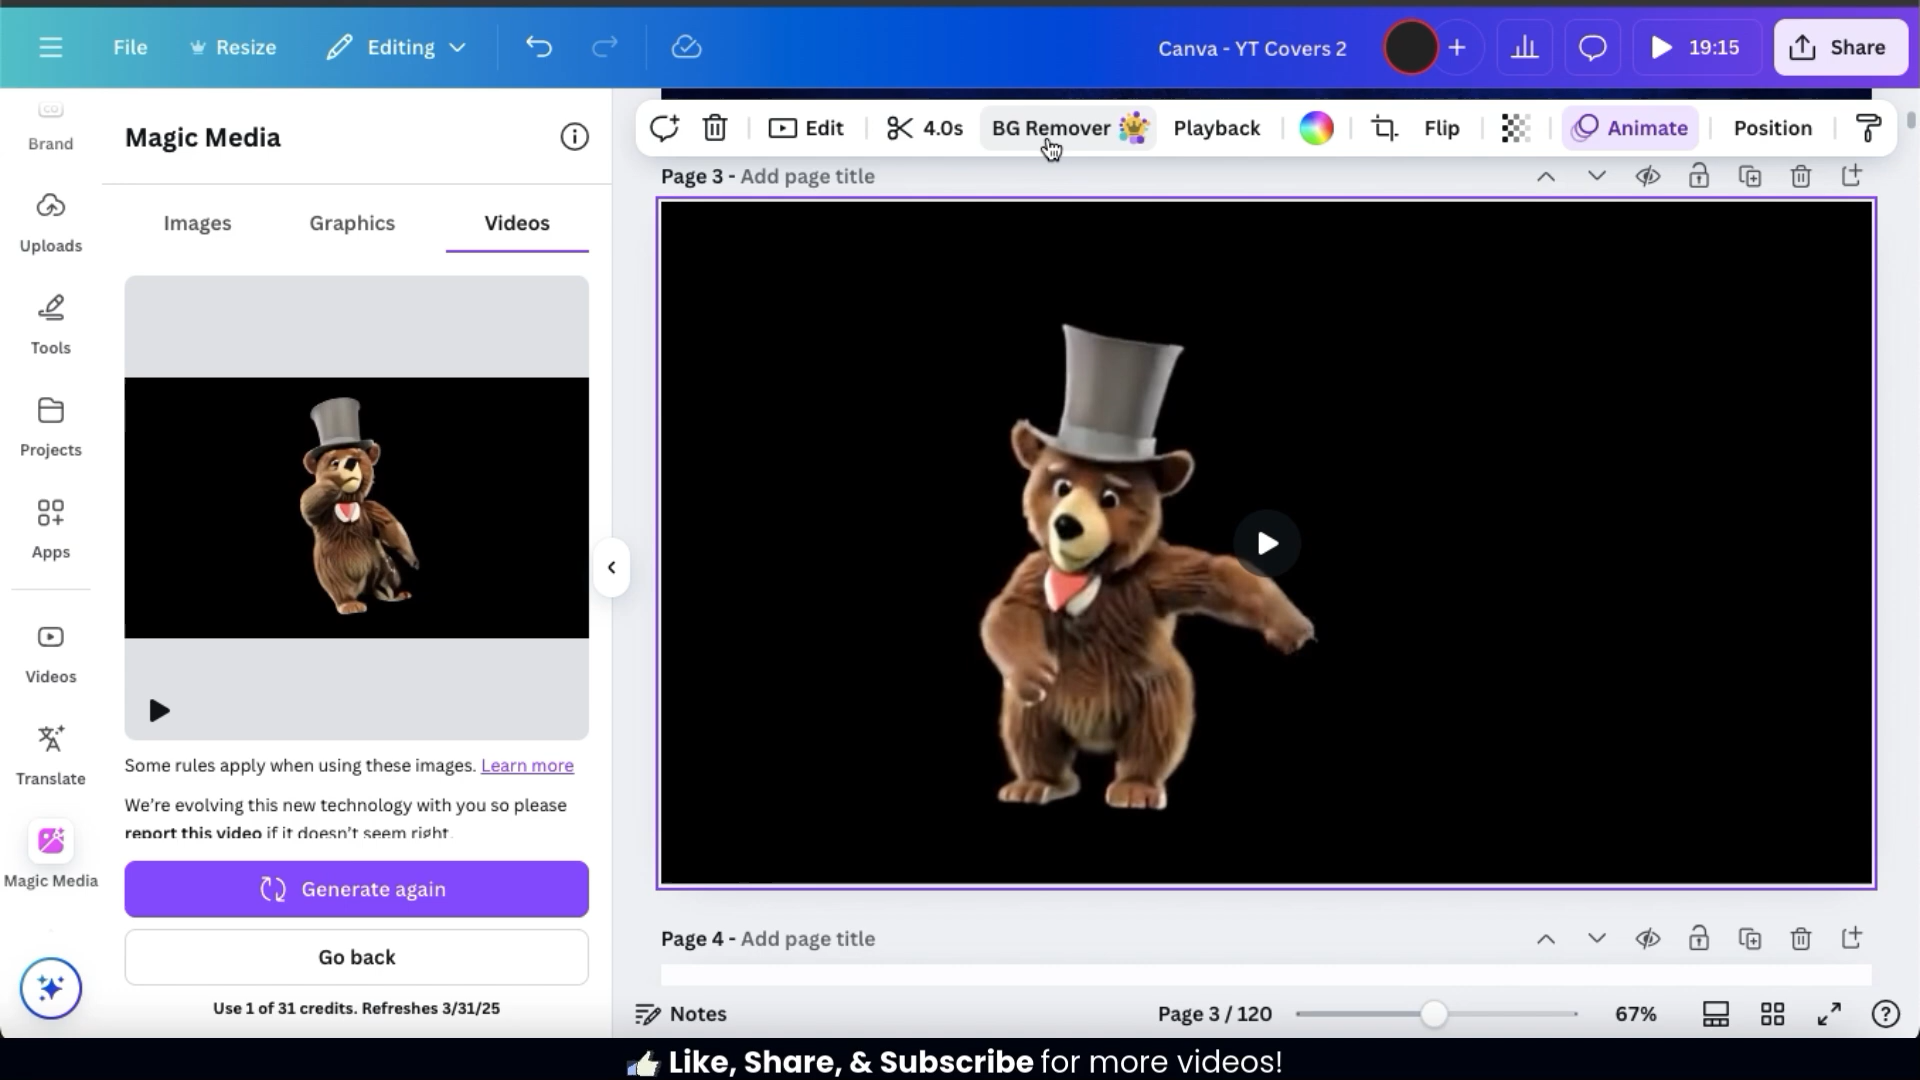 File
Resize
Editing
Canva - YT Covers 2
19:15
Share
Brand
Uploads
Tools
Projects
Apps
Videos
Translate
Magic Media
Magic Media
Images
Graphics
Videos
Some rules apply when using these images. Learn more
We're evolving this new technology with you so please
report this video if it doesn't seem right.
Generate again
Go back
Use 1 of 31 credits. Refreshes 3/31/25
Edit
4.0s
BG Remover
Playback
Flip
Animate
Position
Page 3 - Add page title
Page 4 - Add page title
Notes
Page 3 / 120
67%
Like, Share, & Subscribe for more videos!